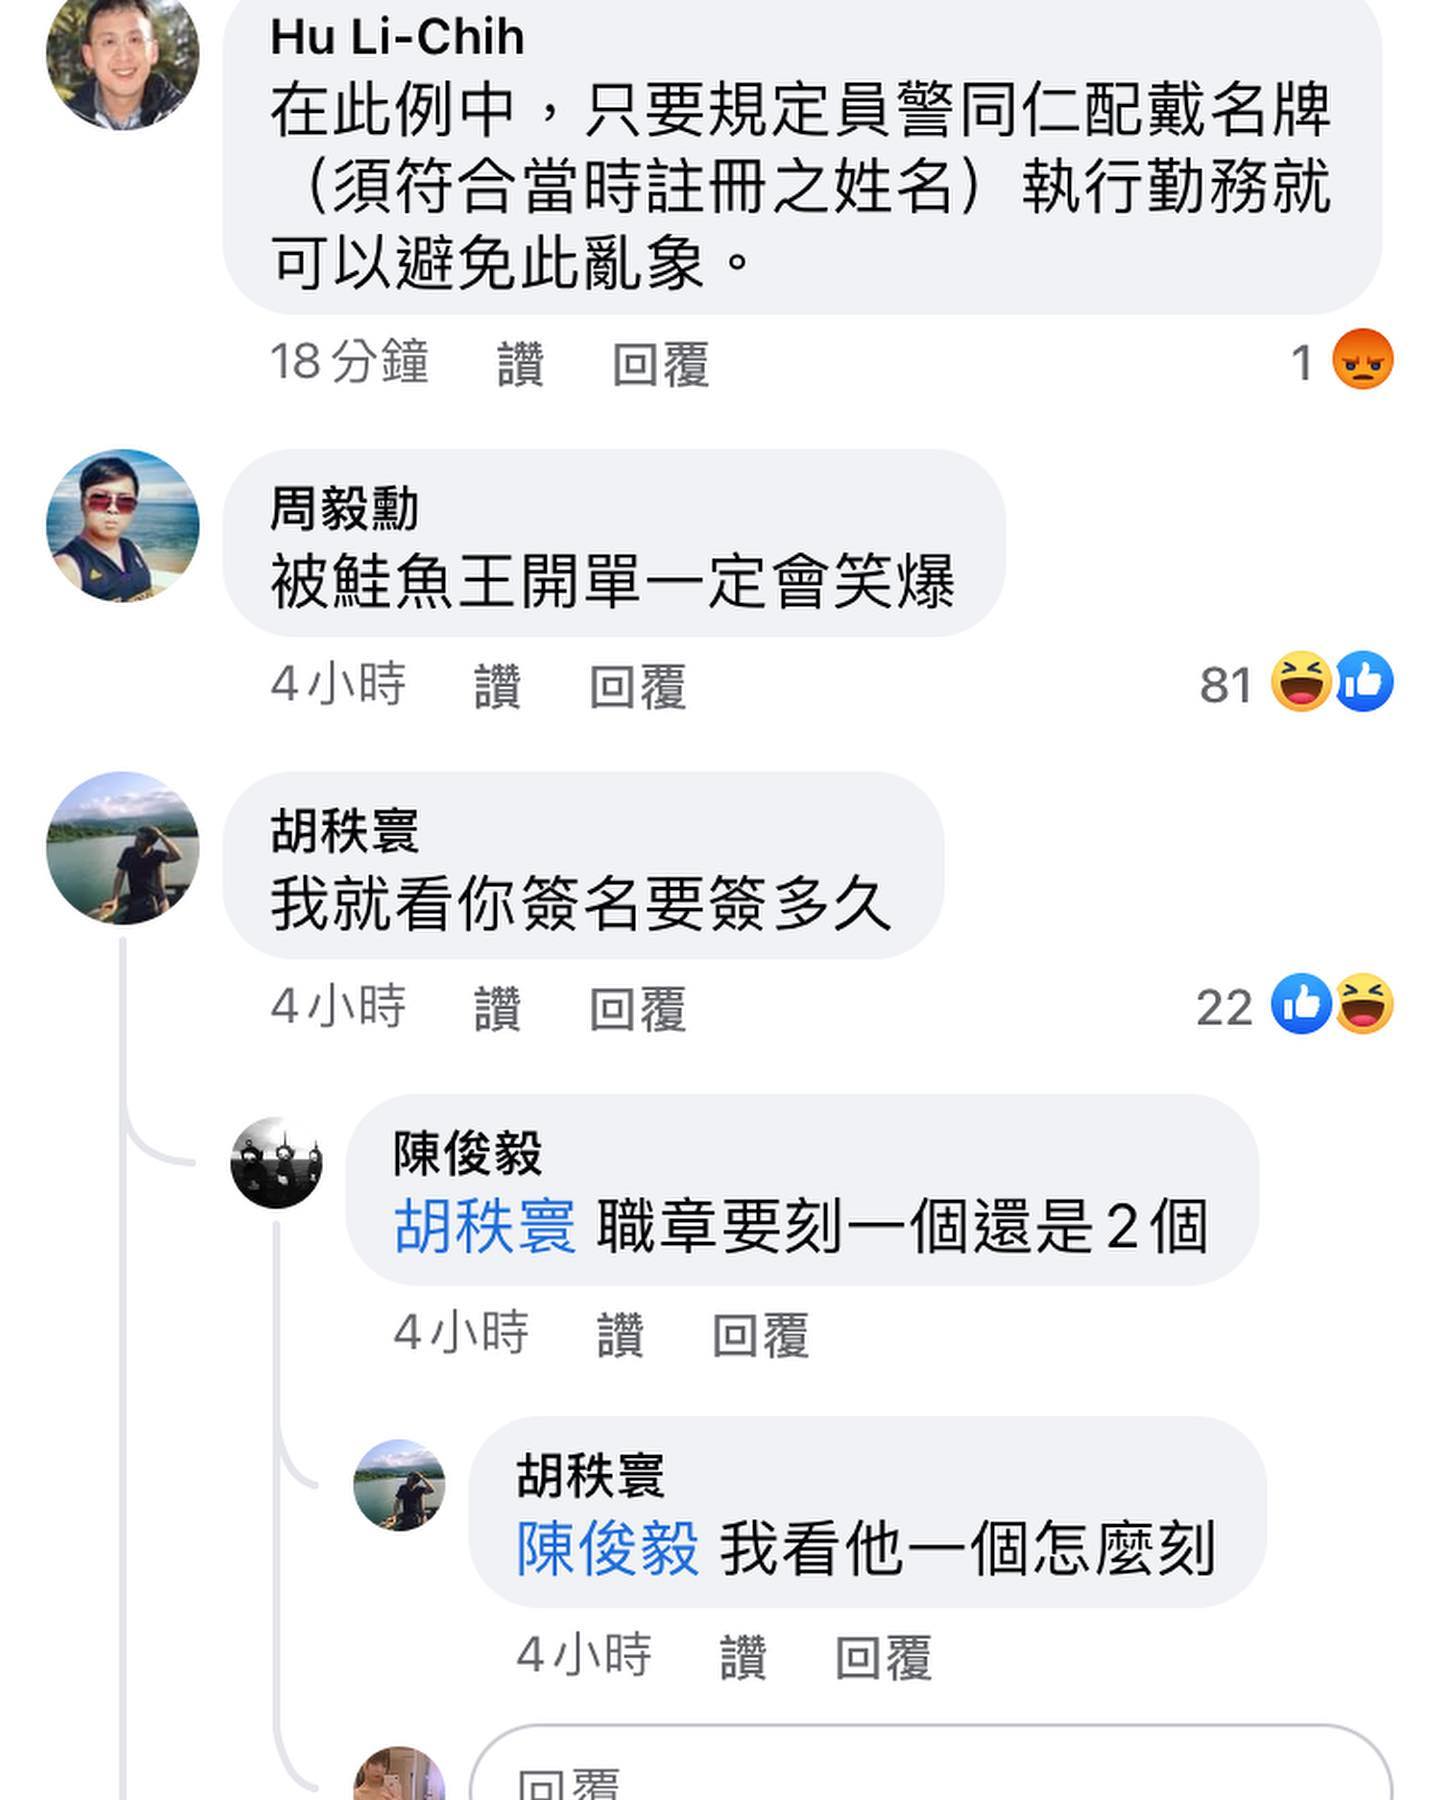 Hu Li-Chih
在此例中，只要規定員警同仁配戴名牌
（須符合當時註冊之姓名）執行勤務就
可以避免此亂象。
18分鐘 讚 回覆 1
周毅勳
被鮭魚王開單一定會笑爆
4小時 讚 回覆 81
胡秩寰
我就看你簽名要簽多久
4小時 讚 回覆 22
陳俊毅
胡秩寰 職章要刻一個還是2個
4小時 讚 回覆
胡秩寰
陳俊毅 我看他一個怎麼刻
4小時 讚 回覆
回覆